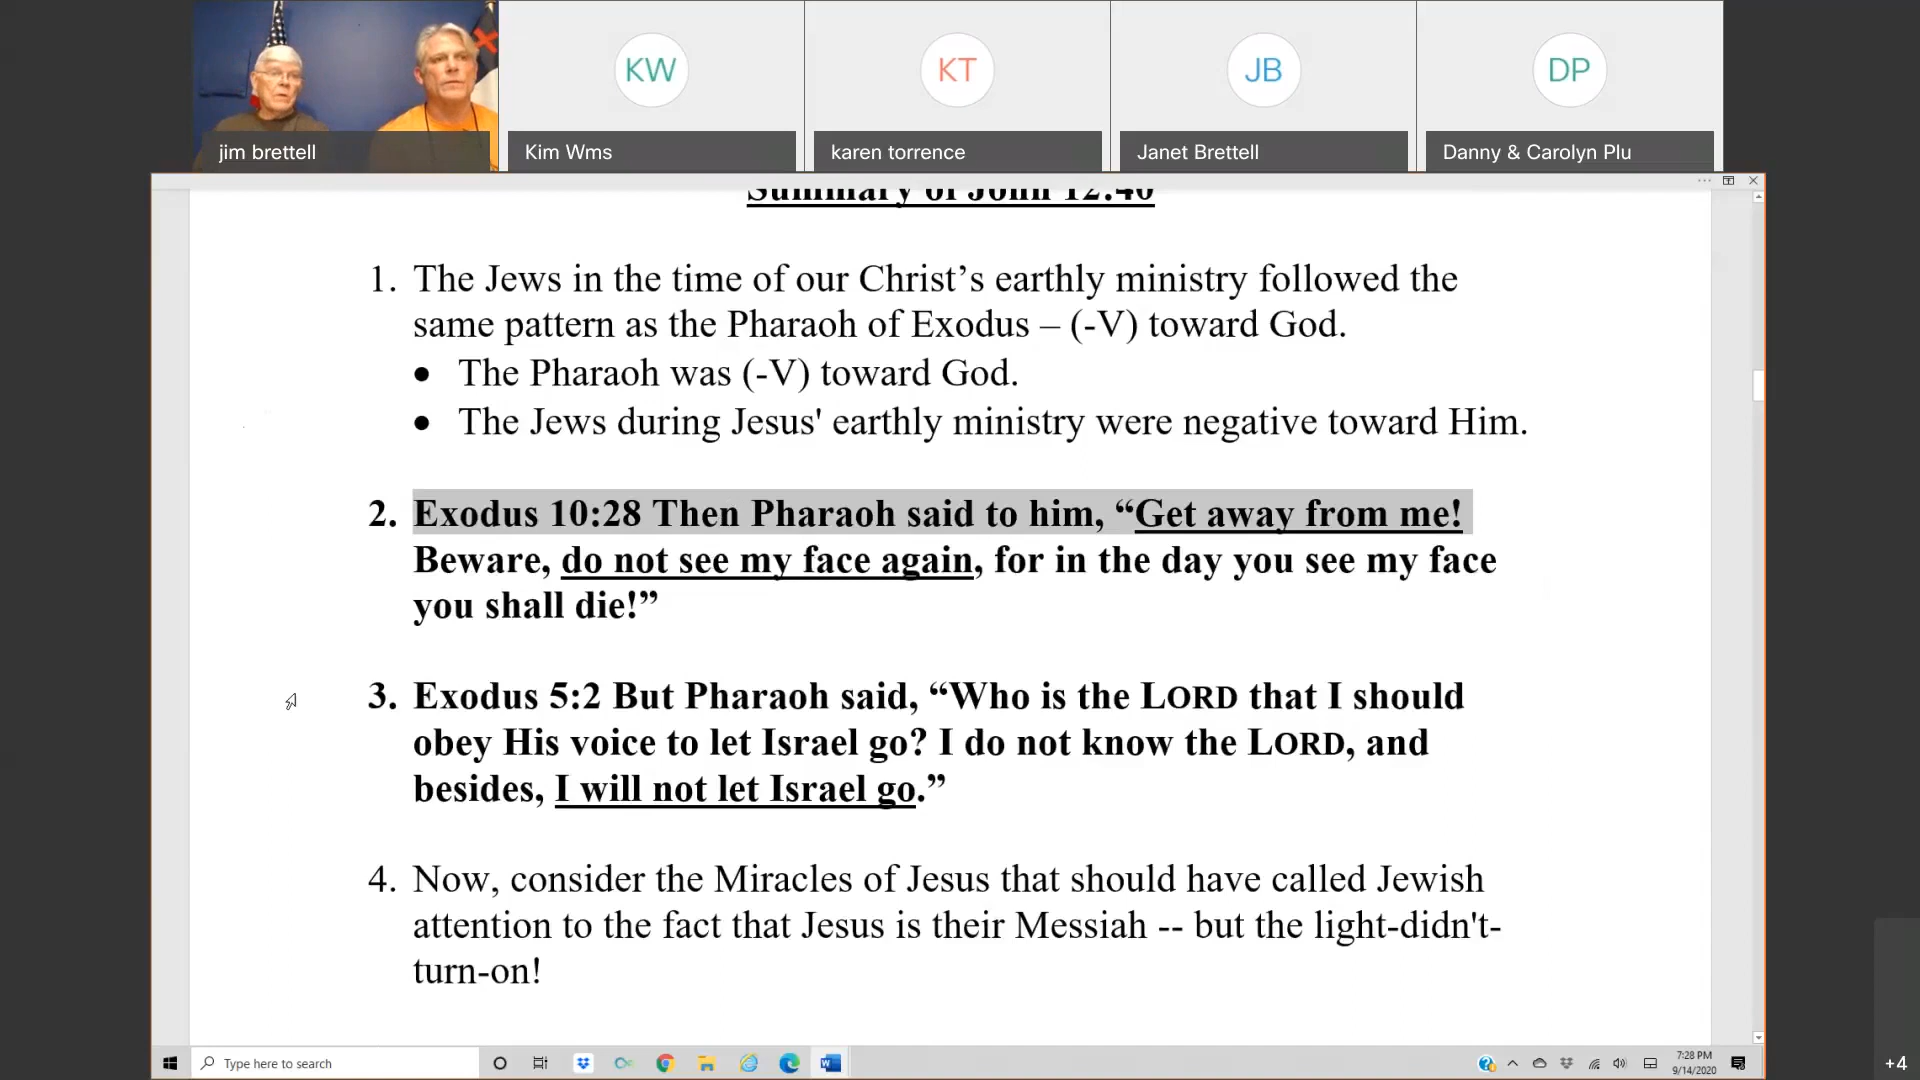 KW
KT
JB
DP
jim brettell
Kim Wms
karen torrence
Janet Brettell
Danny & Carolyn Plu
Summary of John 12:40
1. The Jews in the time of our Christ’s earthly ministry followed the
same pattern as the Pharaoh of Exodus – (-V) toward God.
• The Pharaoh was (-V) toward God.
• The Jews during Jesus' earthly ministry were negative toward Him.
2. Exodus 10:28 Then Pharaoh said to him, “Get away from me!
Beware, do not see my face again, for in the day you see my face
you shall die!”
3. Exodus 5:2 But Pharaoh said, “Who is the LORD that I should
obey His voice to let Israel go? I do not know the LORD, and
besides, I will not let Israel go.”
4. Now, consider the Miracles of Jesus that should have called Jewish
attention to the fact that Jesus is their Messiah -- but the light-didn't-
turn-on!
Type here to search
7:28 PM
9/14/2020
+4